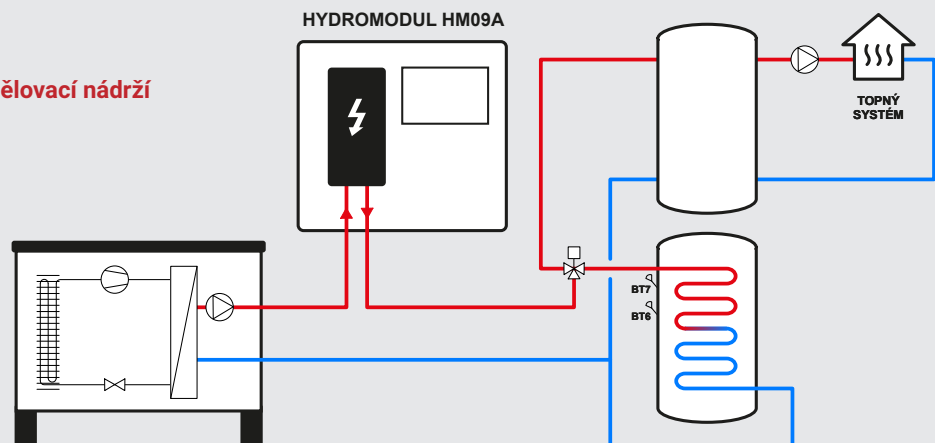 HYDROMODUL HM09A
ělovací nádrží
TOPNÝ
SYSTÉM
BT7
BT6